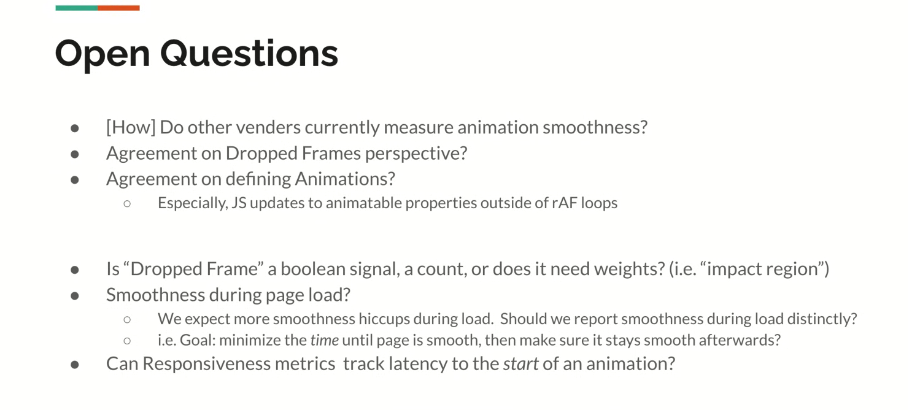 Open Questions
● [How] Do other venders currently measure animation smoothness?
● Agreement on Dropped Frames perspective?
● Agreement on defining Animations?
○ Especially, JS updates to animatable properties outside of rAF loops
● Is “Dropped Frame” a boolean signal, a count, or does it need weights? (i.e. “impact region”)
● Smoothness during page load?
○ We expect more smoothness hiccups during load.  Should we report smoothness during load distinctly?
○ i.e. Goal: minimize the time until page is smooth, then make sure it stays smooth afterwards?
● Can Responsiveness metrics  track latency to the start of an animation?